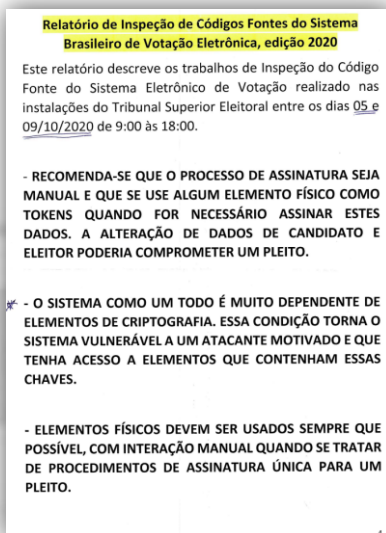 Relatório de Inspeção de Códigos Fontes do Sistema
Brasileiro de Votação Eletrônica, edição 2020
Este relatório descreve os trabalhos de Inspeção do Código
Fonte do Sistema Eletrônico de Votação realizado nas
instalações do Tribunal Superior Eleitoral entre os dias 05 e
09/10/2020 de 9:00 às 18:00.
- RECOMENDA-SE QUE O PROCESSO DE ASSINATURA SEJA
MANUAL E QUE SE USE ALGUM ELEMENTO FÍSICO COMO
TOKENS QUANDO FOR NECESSÁRIO ASSINAR ESTES
DADOS. A ALTERAÇÃO DE DADOS DE CANDIDATO E
ELEITOR PODERIA COMPROMETER UM PLEITO.
- O SISTEMA COMO UM TODO É MUITO DEPENDENTE DE
ELEMENTOS DE CRIPTOGRAFIA. ESSA CONDIÇÃO TORNA O
SISTEMA VULNERÁVEL A UM ATACANTE MOTIVADO E QUE
TENHA ACESSO A ELEMENTOS QUE CONTENHAM ESSAS
CHAVES.
- ELEMENTOS FÍSICOS DEVEM SER USADOS SEMPRE QUE
POSSÍVEL, COM INTERAÇÃO MANUAL QUANDO SE TRATAR
DE PROCEDIMENTOS DE ASSINATURA ÚNICA PARA UM
PLEITO.